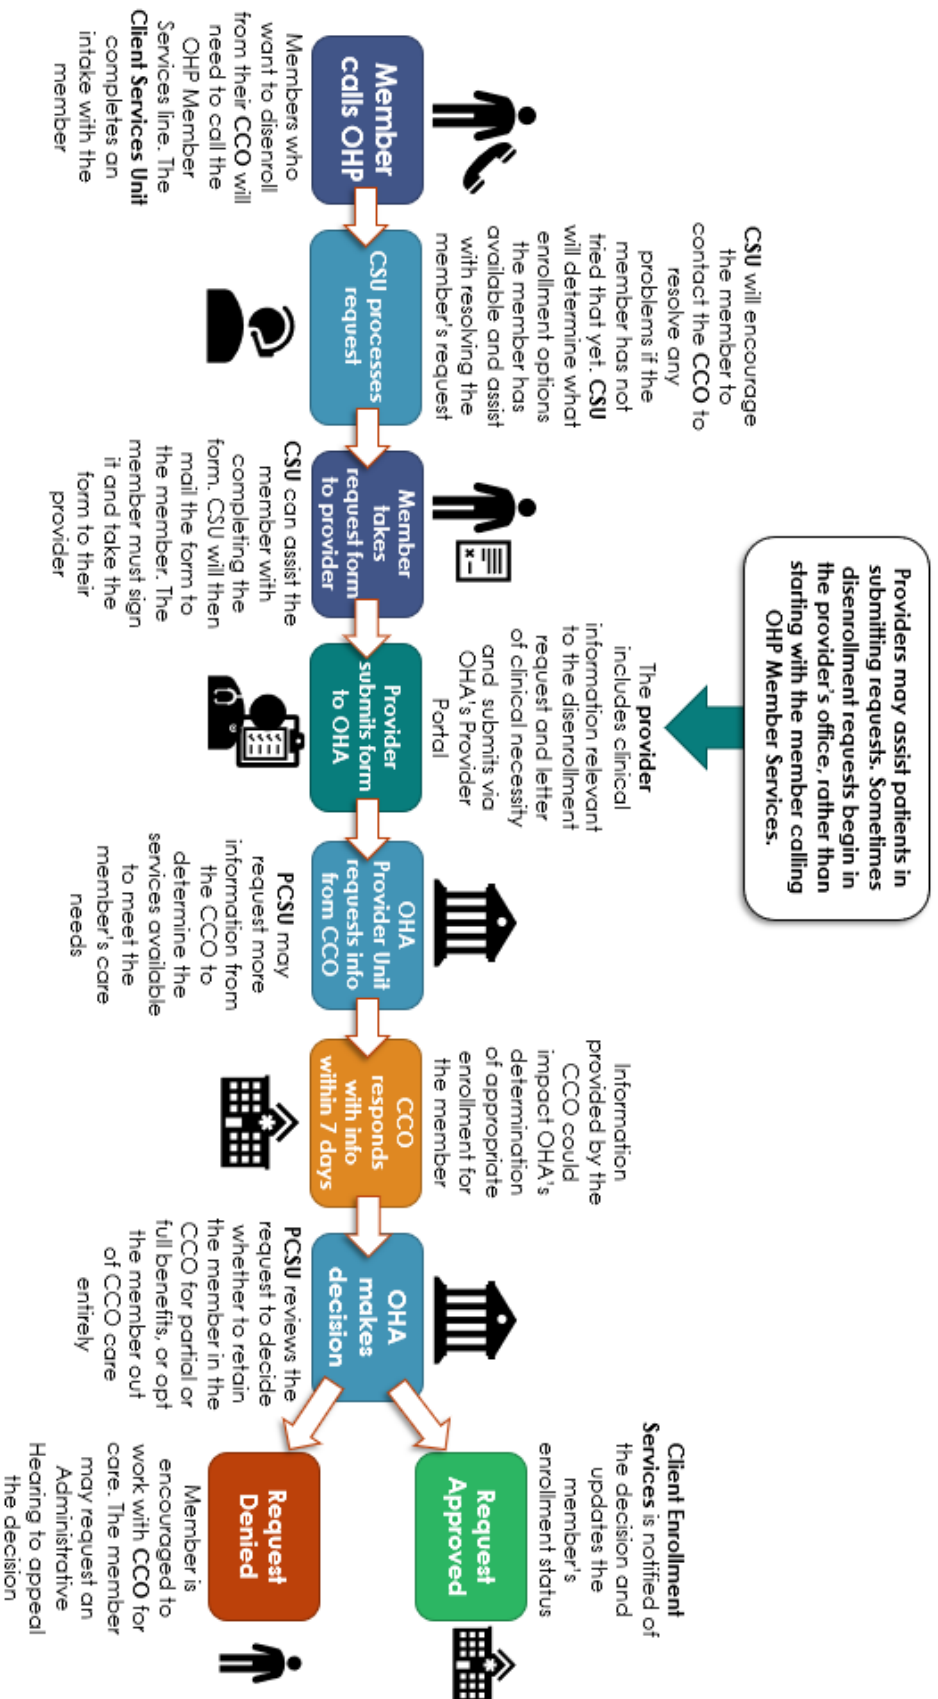 Providers may assist patients in
submitting requests. Sometimes
disenrollment requests begin in
the provider's office, rather than
starting with the member calling
OHP Member Services.
Member
calls OHP
Members who
want to disenroll
from their CCO will
need to call the
OHP Member
Services line. The
Client Services Unit
completes an
intake with the
member
CSU will encourage
the member to
contact the CCO to
resolve any
problems if the
member has not
tried that yet. CSU
will determine what
enrollment options
the member has
available and assist
with resolving the
member's request
CSU processes
request
Member
takes
request form
to provider
CSU can assist the
member with
completing the
form. CSU will then
mail the form to
the member. The
member must sign
it and take the
form to their
provider
The provider
includes clinical
information relevant
to the disenrollment
request and letter
of clinical necessity
and submits via
OHA's Provider
Portal
Provider
submits form
to OHA
OHA
Provider Unit
requests info
from CCO
PCSU may
request more
information from
the CCO to
determine the
services available
to meet the
member's care
needs
Information
provided by the
CCO could
impact OHA's
determination
of appropriate
enrollment for
the member
CCO
responds
with info
within 7 days
OHA
makes
decision
PCSU reviews the
request to decide
whether to retain
the member in the
CCO for partial or
full benefits, or opt
the member out
of CCO care
entirely
Client Enrollment
Services is notified of
the decision and
updates the
member's
enrollment status
Request
Approved
Request
Denied
Member is
encouraged to
work with CCO for
care. The member
may request an
Administrative
Hearing to appeal
the decision